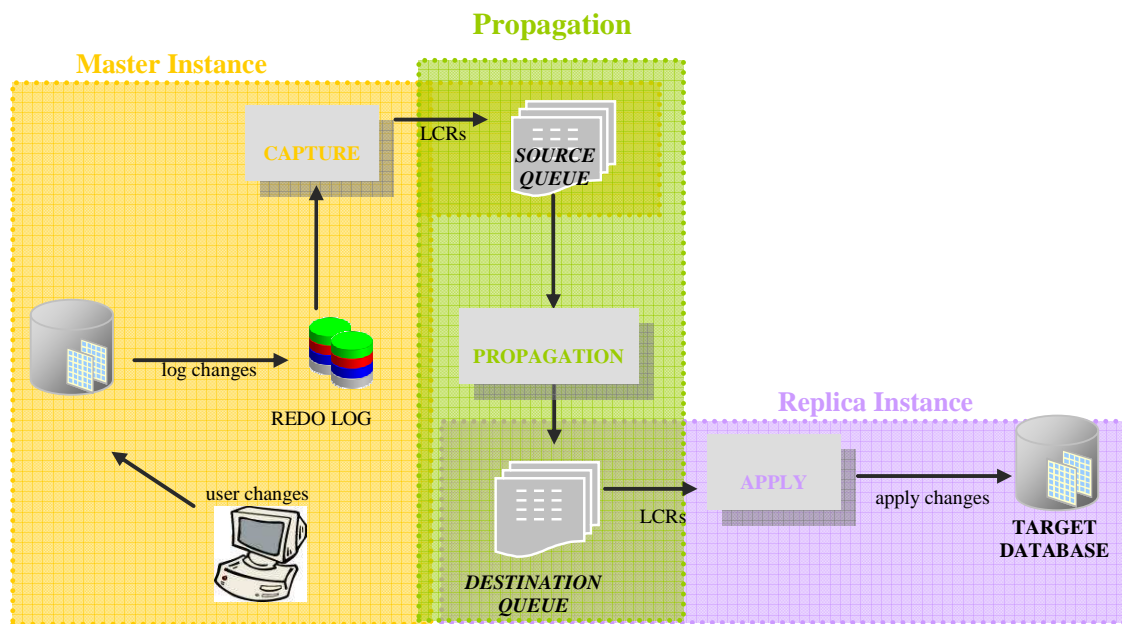 Propagation
Master Instance
CAPTURE
LCRs
SOURCE
QUEUE
PROPAGATION
log changes
REDO LOG
user changes
Replica Instance
APPLY
LCRs
apply changes
TARGET
DATABASE
DESTINATION
QUEUE